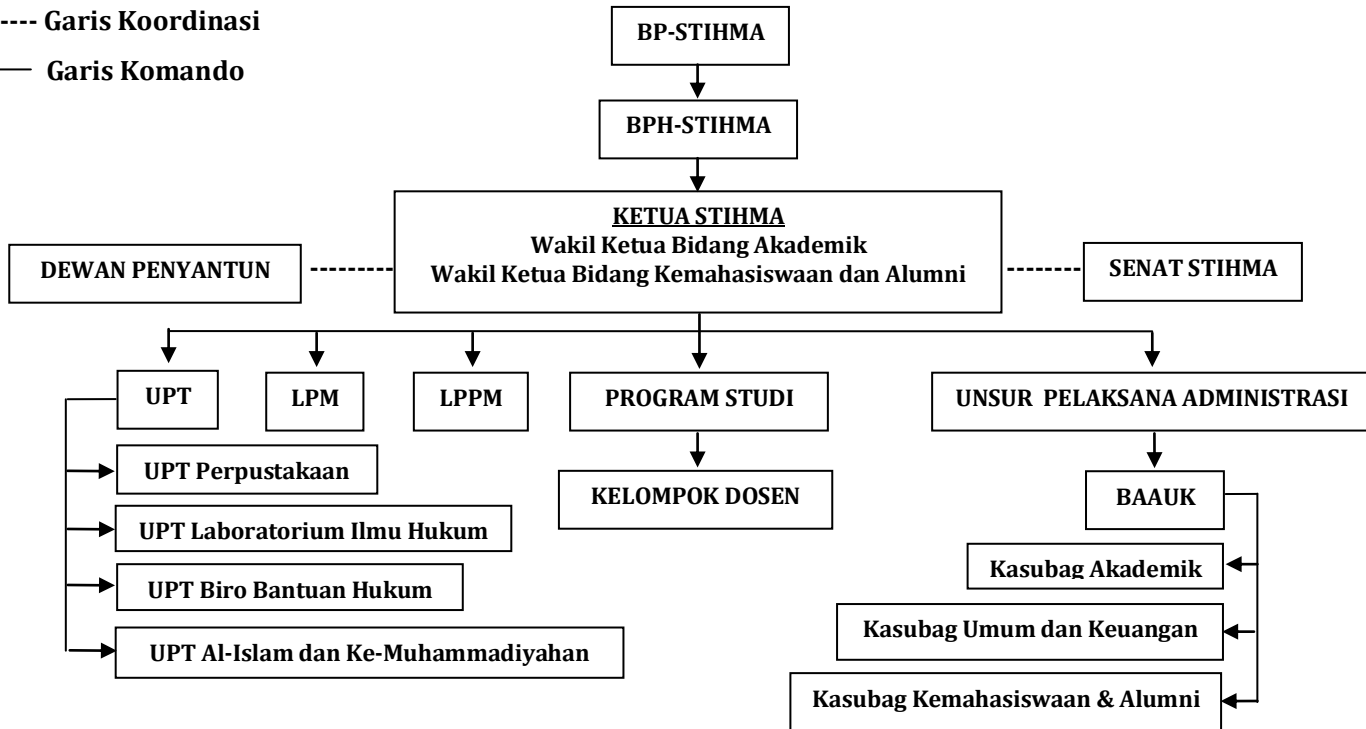 ---- Garis Koordinasi
BP-STIHMA
Garis Komando
BPH-STIHMA
KETUA STIHMA
Wakil Ketua Bidang Akademik
Wakil Ketua Bidang Kemahasiswaan dan Alumni
DEWAN PENYANTUN
SENAT STIHMA
UPT
LPM
LPPM
PROGRAM STUDI
UNSUR PELAKSANA ADMINISTRASI
UPT Perpustakaan
KELOMPOK DOSEN
BAAUK
UPT Laboratorium Ilmu Hukum
Kasubag Akademik
UPT Biro Bantuan Hukum
Kasubag Umum dan Keuangan
UPT Al-Islam dan Ke-Muhammadiyahan
Kasubag Kemahasiswaan & Alumni